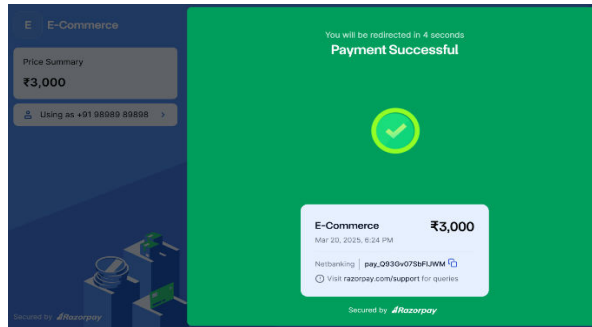 E E-Commerce
Price Summary
₹3,000
Using as +91 98989 89898 >
Secured by Razorpay
You will be redirected in 4 seconds
Payment Successful
E-Commerce ₹3,000
Mar 20, 2025, 6:24 PM
Netbanking | pay_Q93Gv07SbFIJWM
Visit razorpay.com/support for queries
Secured by Razorpay